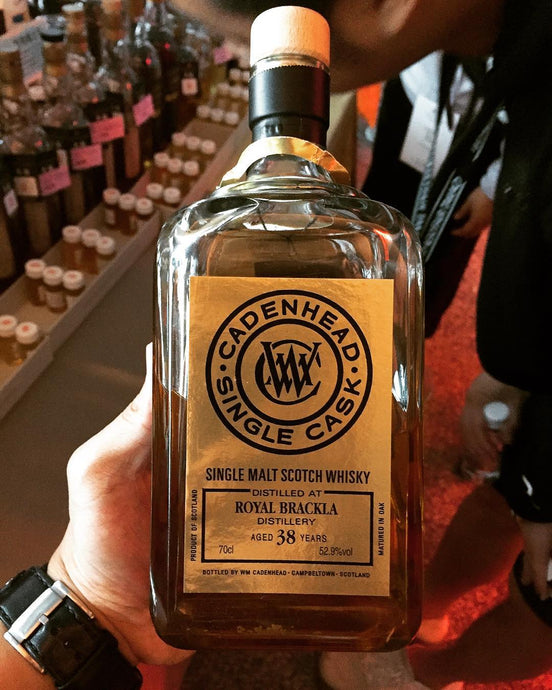 CADENHEAD
SINGLE CASK
WMC
SINGLE MALT SCOTCH WHISKY
DISTILLED AT
ROYAL BRACKLA
DISTILLERY
AGED 38 YEARS
70cl 52.9%vol
PRODUCT OF SCOTLAND
MATURED IN OAK
BOTTLED BY WM CADENHEAD · CAMPBELTOWN · SCOTLAND